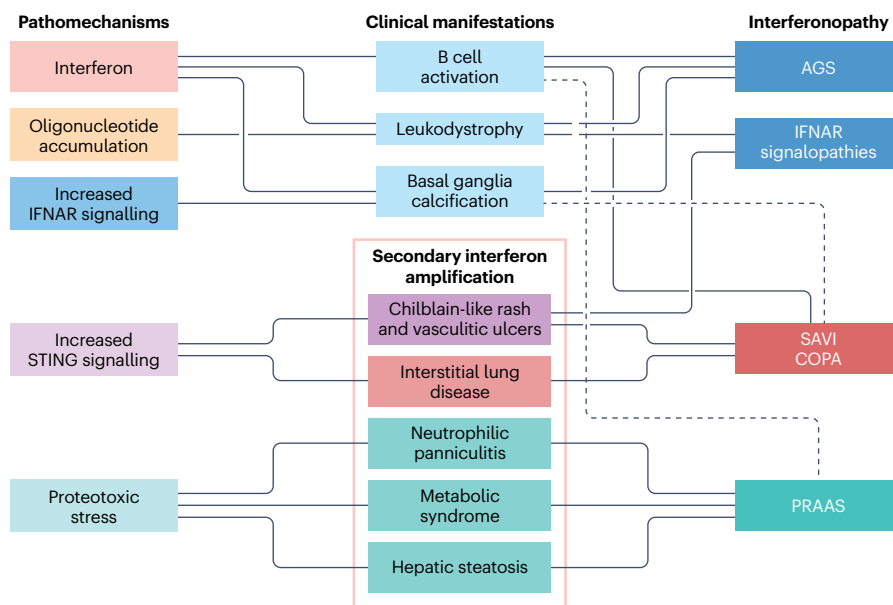 Pathomechanisms
Clinical manifestations
Interferonopathy
Interferon
B cell
activation
AGS
Oligonucleotide
accumulation
Leukodystrophy
IFNAR
signalopathies
Increased
IFNAR signalling
Basal ganglia
calcification
Secondary interferon
amplification
Increased
STING signalling
Chilblain-like rash
and vasculitic ulcers
SAVI
COPA
Interstitial lung
disease
Neutrophilic
panniculitis
Proteotoxic
stress
Metabolic
syndrome
PRAAS
Hepatic steatosis